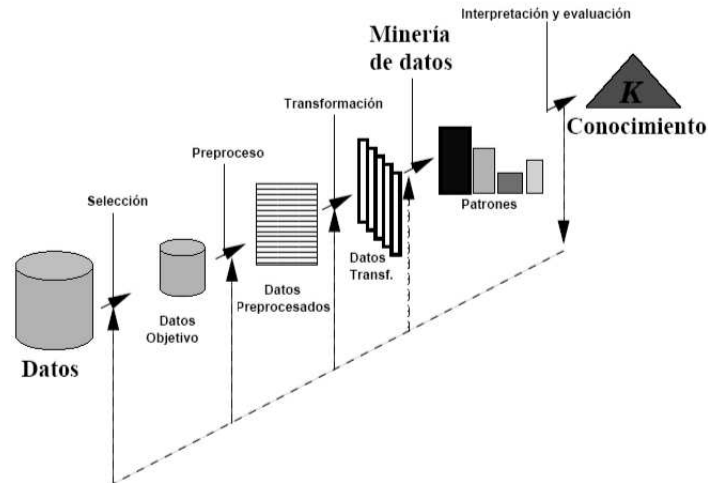 Interpretación y evaluación
Minería
de datos
K
Conocimiento
Transformación
Patrones
Preproceso
Datos
Transf.
Selección
Datos
Preprocesados
Datos
Objetivo
Datos